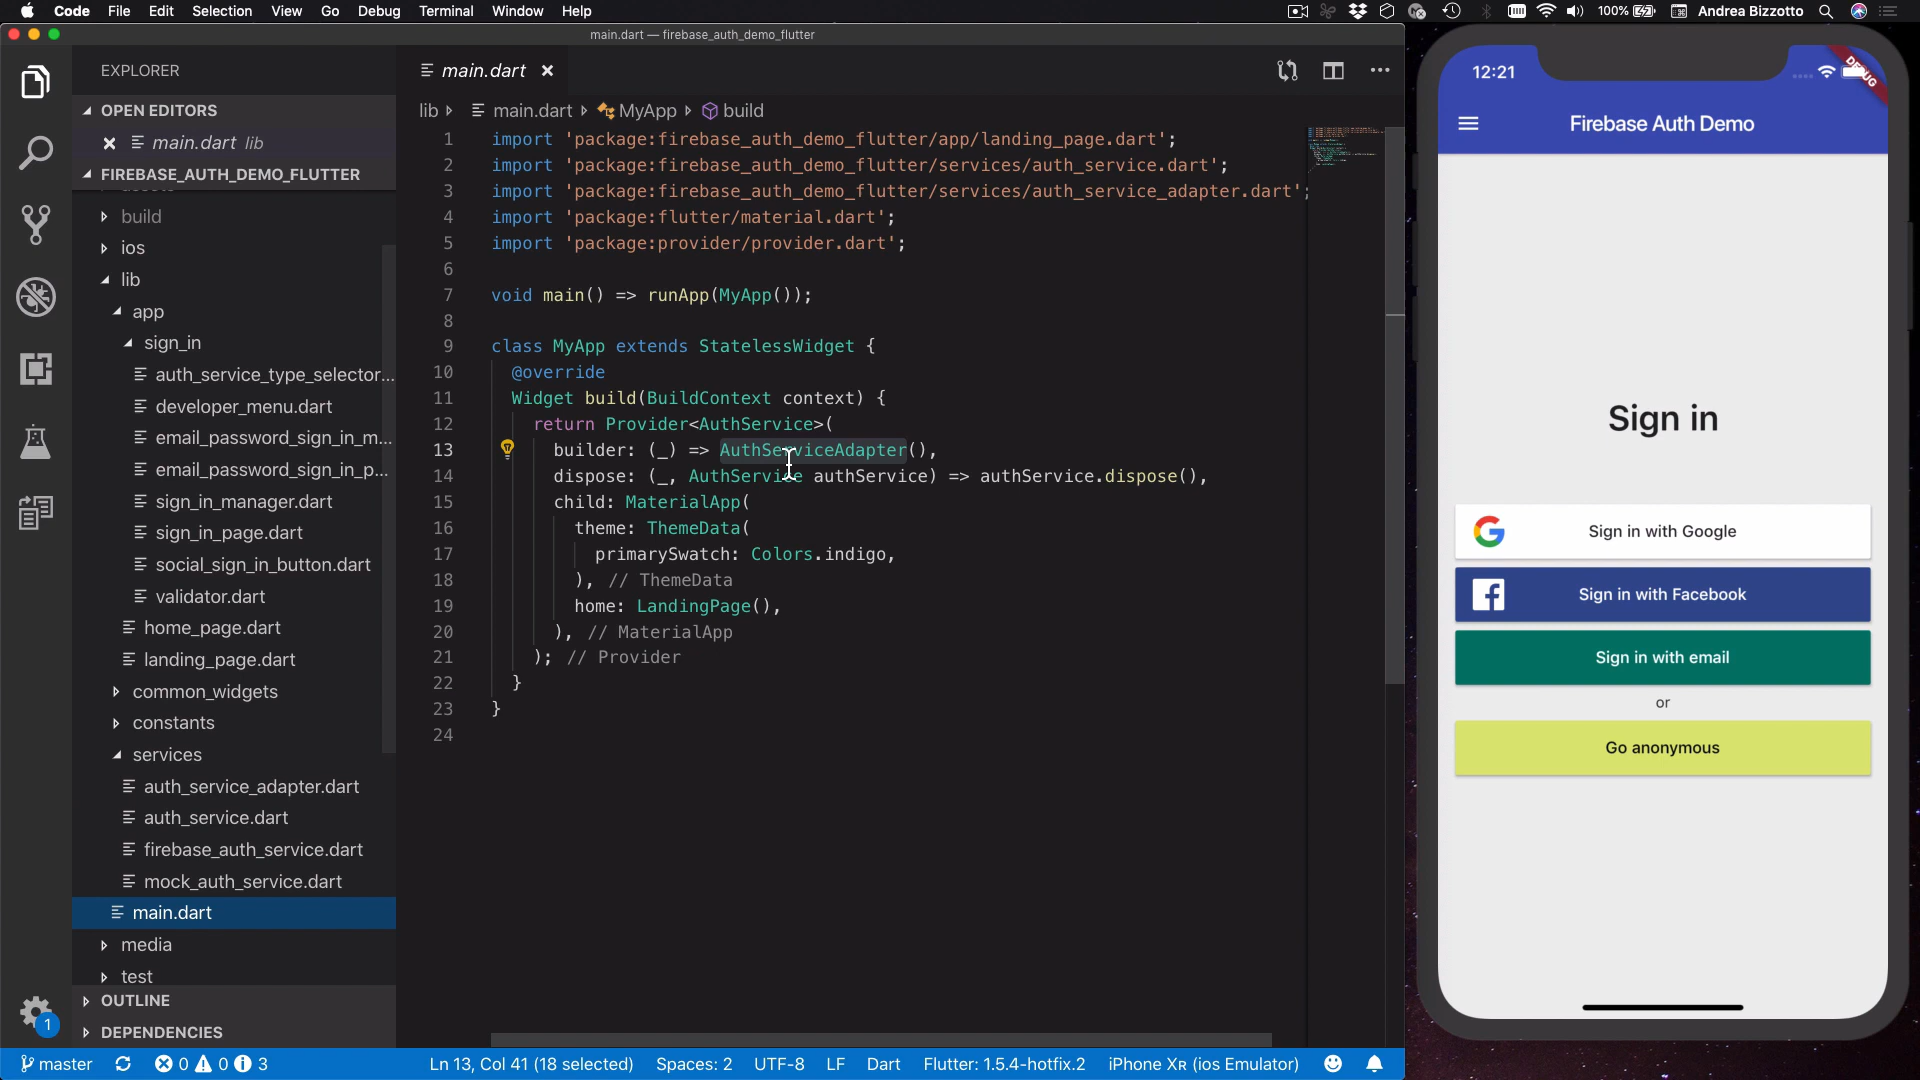 Code File Edit Selection View Go Debug Terminal Window Help
100%
Andrea Bizzotto
main.dart — firebase_auth_demo_flutter
EXPLORER
OPEN EDITORS
main.dart lib
FIREBASE_AUTH_DEMO_FLUTTER
build
ios
lib
app
sign_in
auth_service_type_selector...
developer_menu.dart
email_password_sign_in_m...
email_password_sign_in_p...
sign_in_manager.dart
sign_in_page.dart
social_sign_in_button.dart
validator.dart
home_page.dart
landing_page.dart
common_widgets
constants
services
auth_service_adapter.dart
auth_service.dart
firebase_auth_service.dart
mock_auth_service.dart
main.dart
media
test
OUTLINE
DEPENDENCIES
1
main.dart
lib main.dart MyApp build
1 import 'package:firebase_auth_demo_flutter/app/landing_page.dart';
2 import 'package:firebase_auth_demo_flutter/services/auth_service.dart';
3 import 'package:firebase_auth_demo_flutter/services/auth_service_adapter.dart';
4 import 'package:flutter/material.dart';
5 import 'package:provider/provider.dart';
6
7 void main() => runApp(MyApp());
8
9 class MyApp extends StatelessWidget {
10 @override
11 Widget build(BuildContext context) {
12 return Provider<AuthService>(
13 builder: (_) => AuthServiceAdapter(),
14 dispose: (_, AuthService authService) => authService.dispose(),
15 child: MaterialApp(
16 theme: ThemeData(
17 primarySwatch: Colors.indigo,
18 ), // ThemeData
19 home: LandingPage(),
20 ), // MaterialApp
21 ); // Provider
22 }
23 }
24
master 0 0 3 Ln 13, Col 41 (18 selected) Spaces: 2 UTF-8 LF Dart Flutter: 1.5.4-hotfix.2 iPhone Xʀ (ios Emulator)
12:21
DEBUG
Firebase Auth Demo
Sign in
Sign in with Google
Sign in with Facebook
Sign in with email
or
Go anonymous